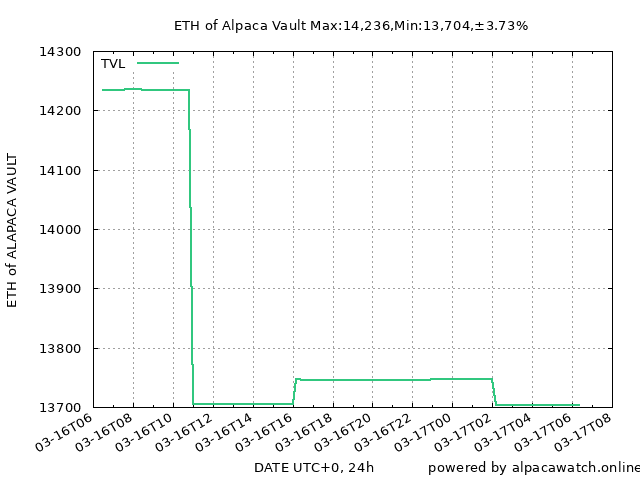 ETH of Alpaca Vault Max:14,236,Min:13,704,±3.73%
TVL
14300
14200
14100
14000
13900
13800
13700
ETH of ALAPACA VAULT
03-16T06
03-16T08
03-16T10
03-16T12
03-16T14
03-16T16
03-16T18
03-16T20
03-16T22
03-17T00
03-17T02
03-17T04
03-17T06
03-17T08
DATE UTC+0, 24h
powered by alpacawatch.online